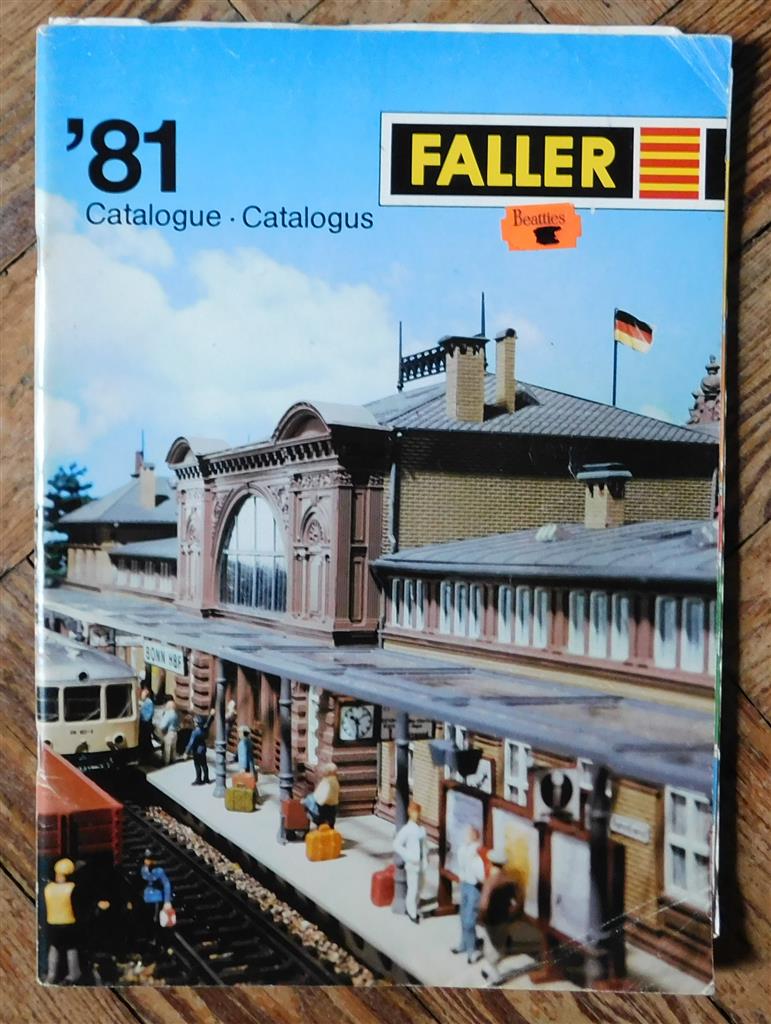 '81
FALLER
Catalogue · Catalogus
Beatties
BONN HBF